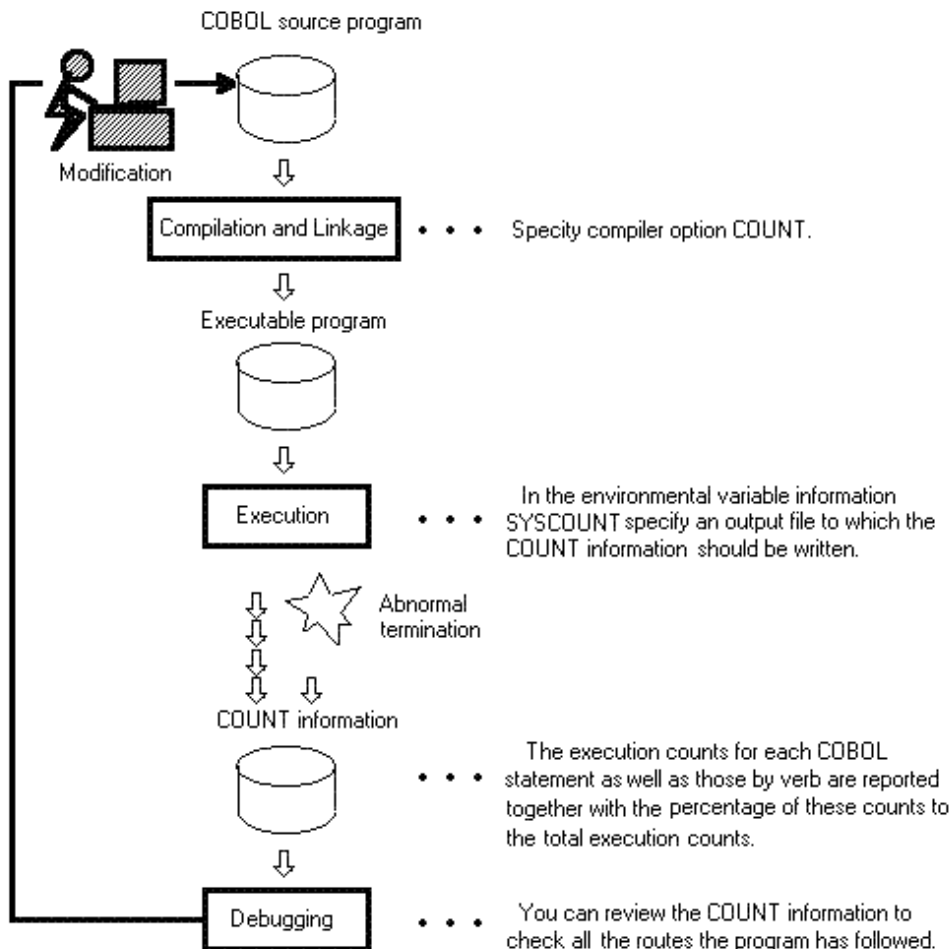 COBOL source program
Modification
Compilation and Linkage
• • • Specity compiler option COUNT.
Executable program
Execution
• • • In the environmental variable information
SYSCOUNT specify an output file to which the
COUNT information should be written.
Abnormal
termination
COUNT information
• • • The execution counts for each COBOL
statement as well as those by verb are reported
together with the percentage of these counts to
the total execution counts.
Debugging
• • • You can review the COUNT information to
check all the routes the program has followed.